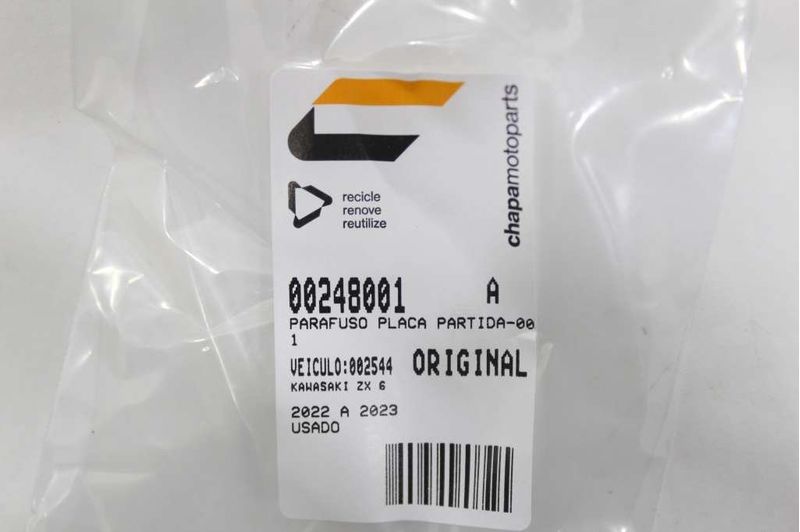 chapamotoparts
recicle
renove
reutilize
00248001 A
PARAFUSO PLACA PARTIDA-00
1
VEICULO:002544 ORIGINAL
KAWASAKI ZX 6
2022 A 2023
USADO